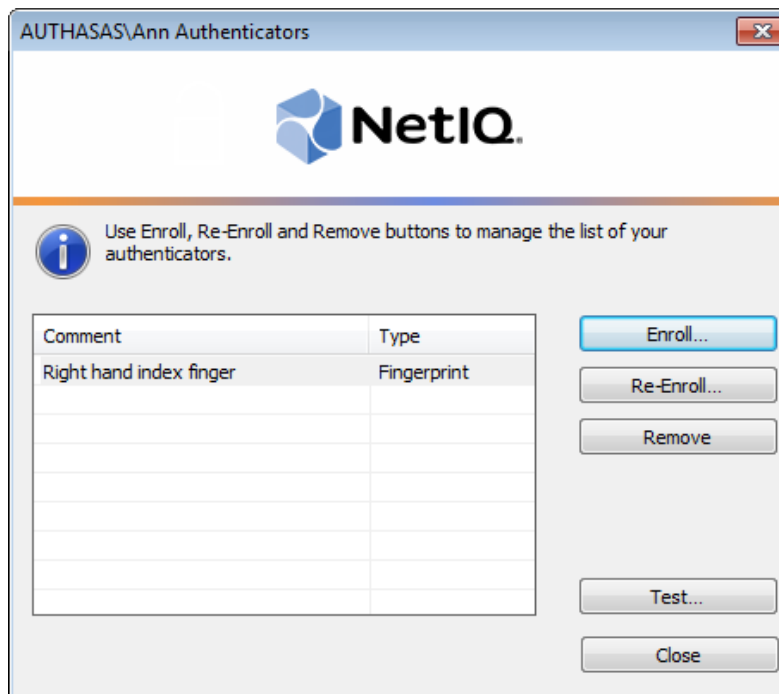 AUTHASAS\Ann Authenticators
NetIQ.
Use Enroll, Re-Enroll and Remove buttons to manage the list of your
authenticators.
Comment Type
Right hand index finger Fingerprint
Enroll...
Re-Enroll...
Remove
Test...
Close